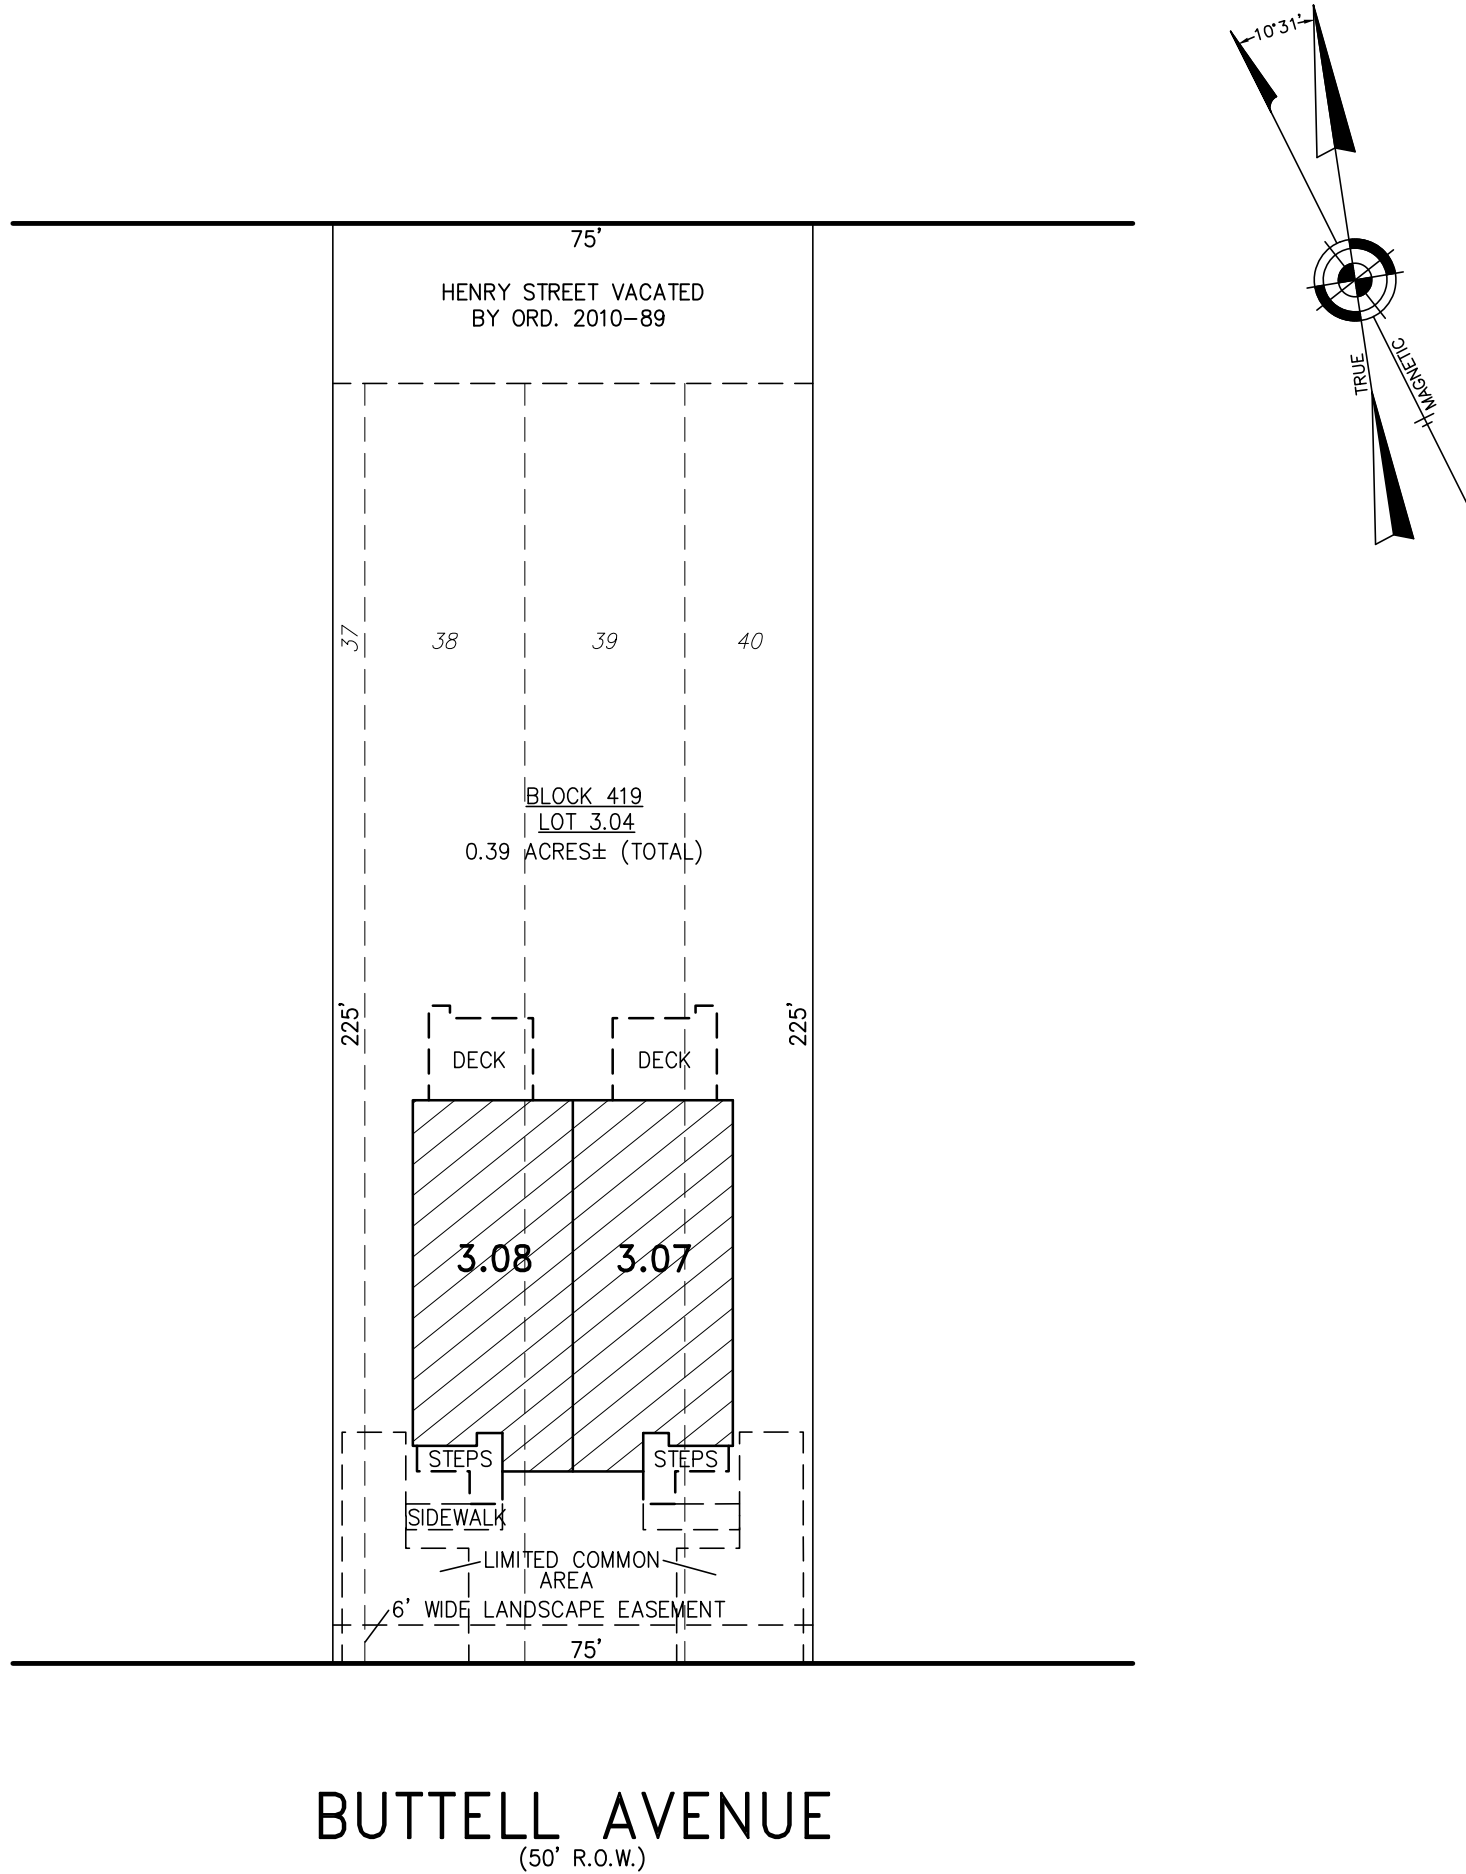 10°31'
75'
HENRY STREET VACATED
BY ORD. 2010-89
TRUE
MAGNETIC
37
38
39
40
BLOCK 419
LOT 3.04
0.39 ACRES± (TOTAL)
225'
225'
DECK
DECK
3.08
3.07
STEPS
STEPS
SIDEWALK
LIMITED COMMON
AREA
6' WIDE LANDSCAPE EASEMENT
75'
BUTTELL AVENUE
(50' R.O.W.)